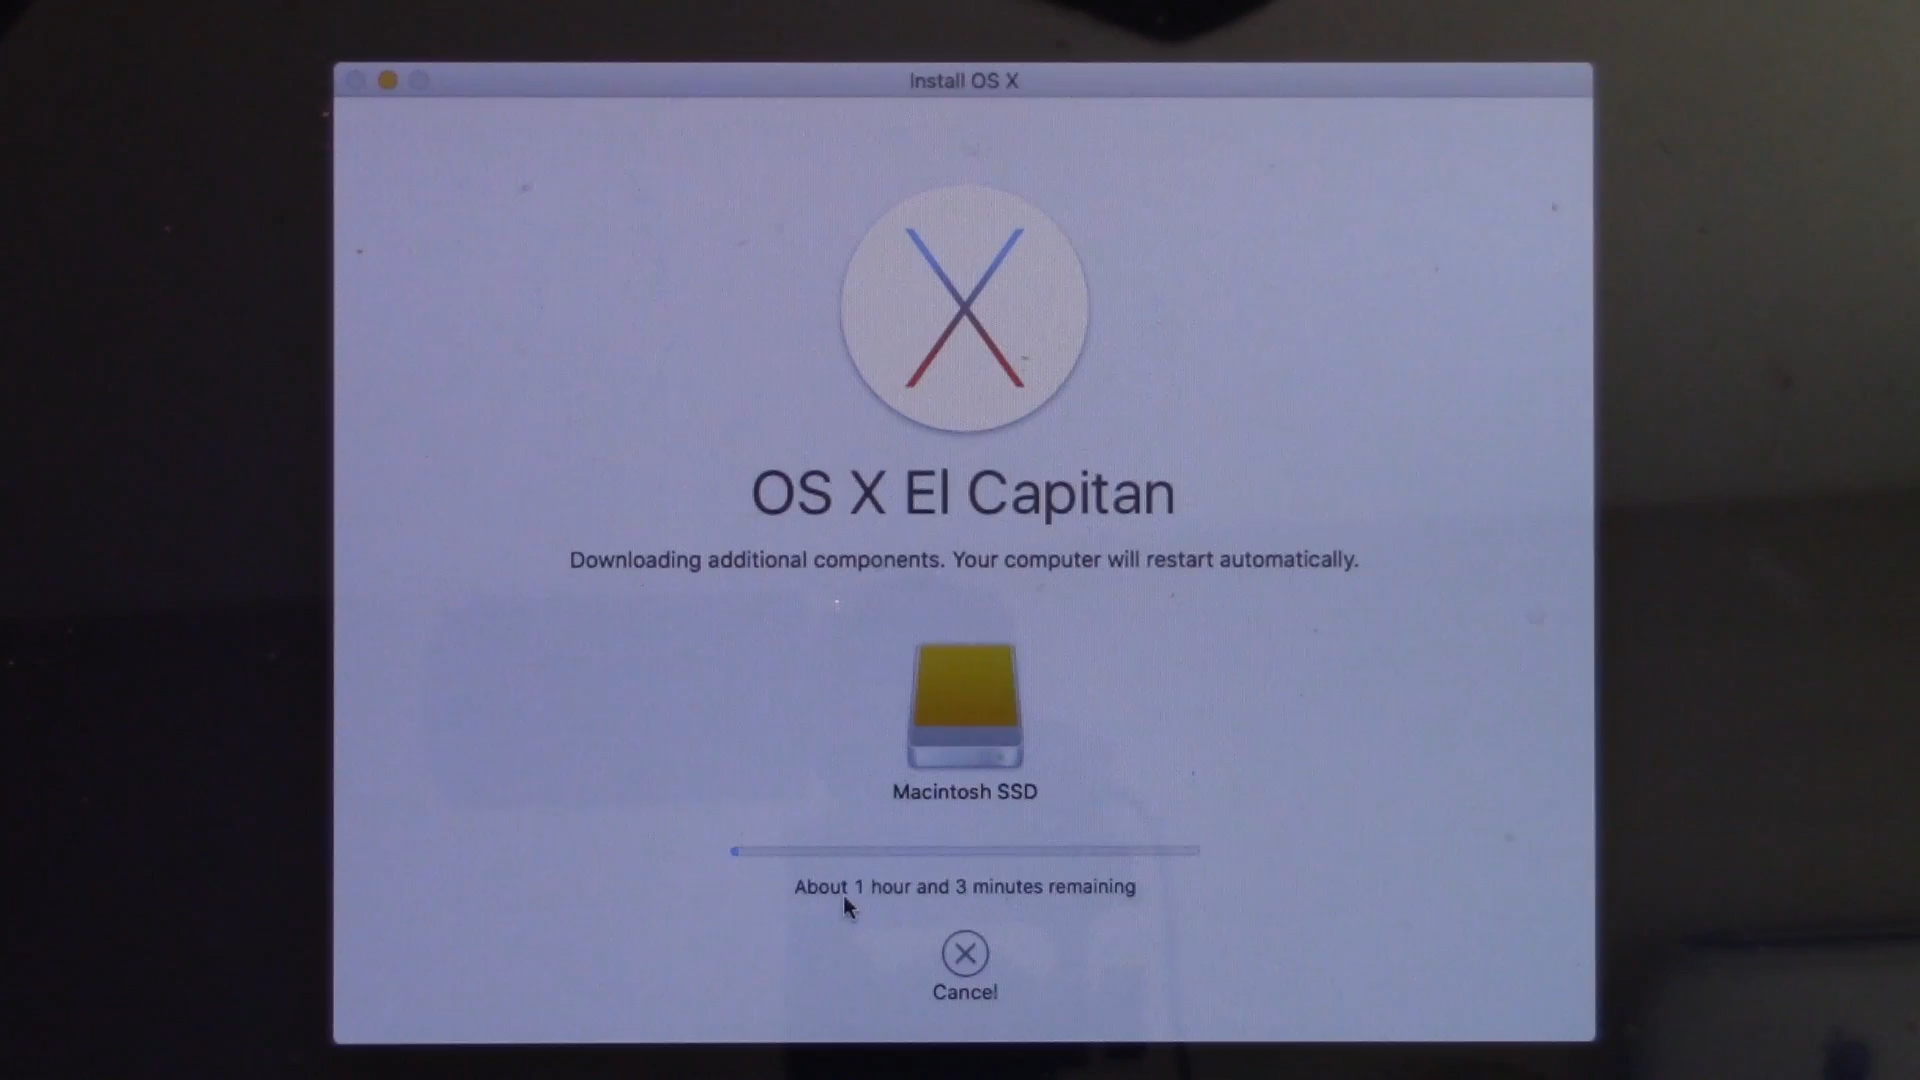 Install OS X
OS X El Capitan
Downloading additional components. Your computer will restart automatically.
Macintosh SSD
About 1 hour and 3 minutes remaining
Cancel